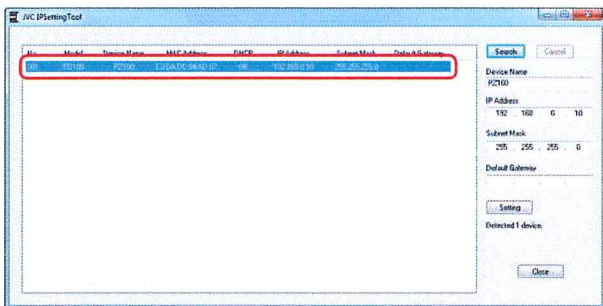 JVC IPSettingTool
No. Model Device Name MAC Address DHCP IP Address Subnet Mask Default Gateway
001 PZ100 PZ100 Off 192.168.0.10 255.255.255.0
Search Cancel
Device Name
PZ100
IP Address
192 . 168 . 0 . 10
Subnet Mask
255 . 255 . 255 . 0
Default Gateway
Setting
Detected 1 device.
Close